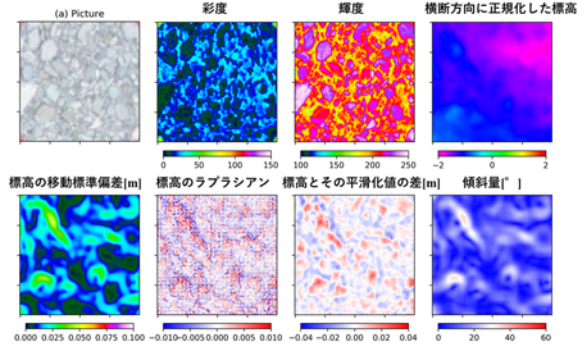 (a) Picture
彩度
輝度
横断方向に正規化した標高
0 50 100 150
100 150 200 250
−2 0 2
標高の移動標準偏差[m]
標高のラプラシアン
標高とその平滑化値の差[m]
傾斜量[°]
0.000 0.025 0.050 0.075 0.100
−0.010 −0.005 0.000 0.005 0.010
−0.04 −0.02 0.00 0.02 0.04
0 20 40 60